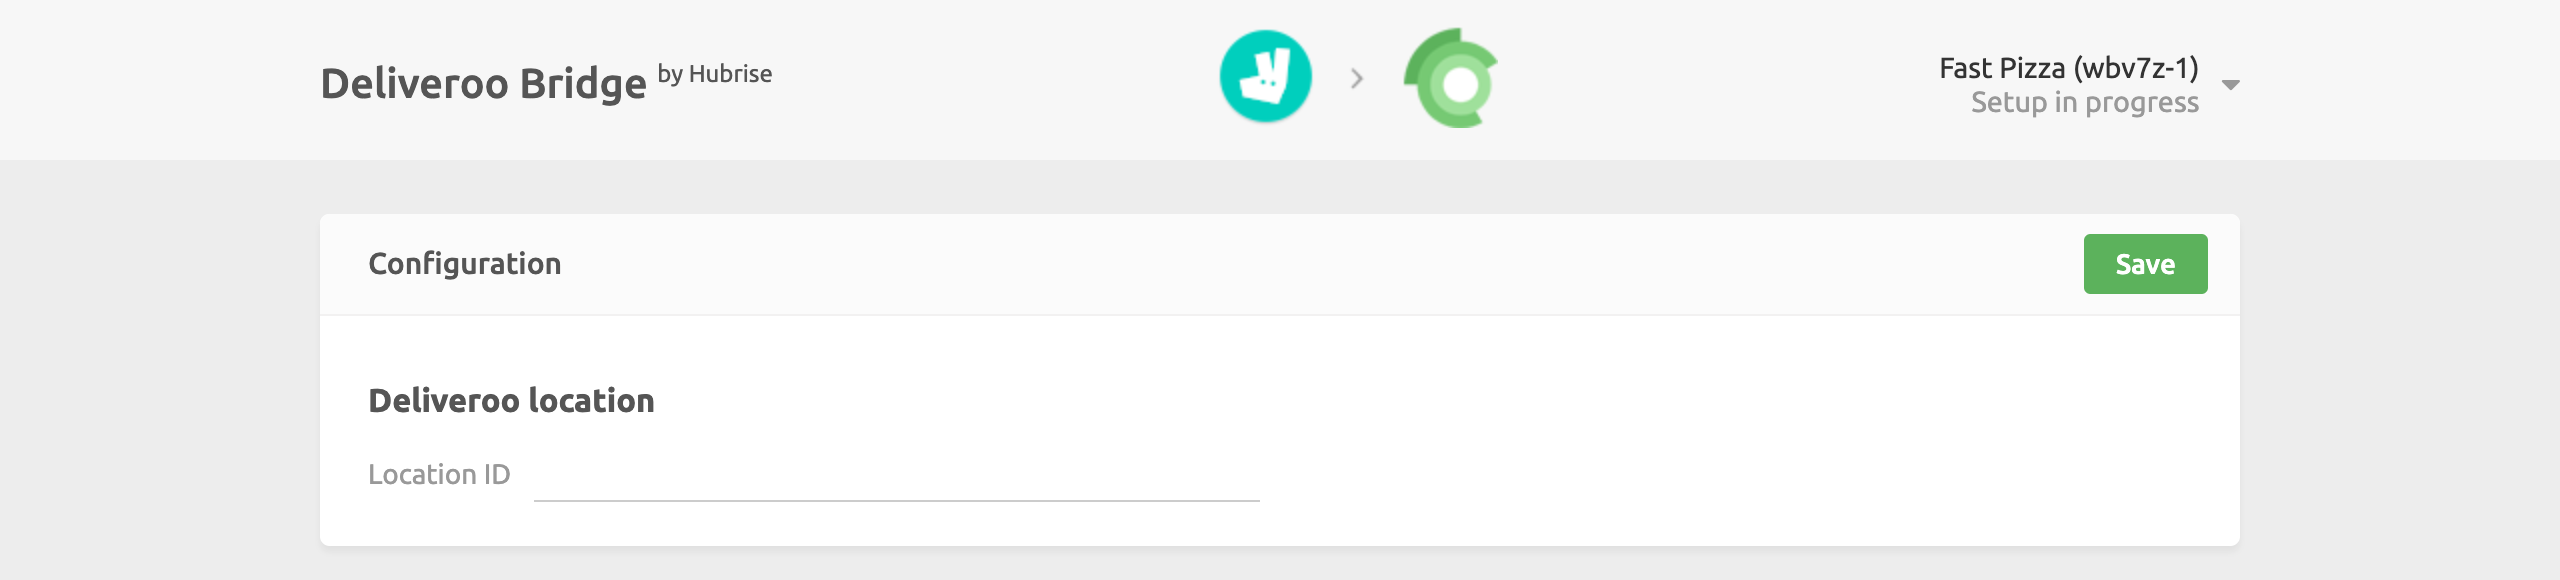 Deliveroo Bridge by Hubrise
Fast Pizza (wbv7z-1)
Setup in progress
Configuration
Save
Deliveroo location
Location ID